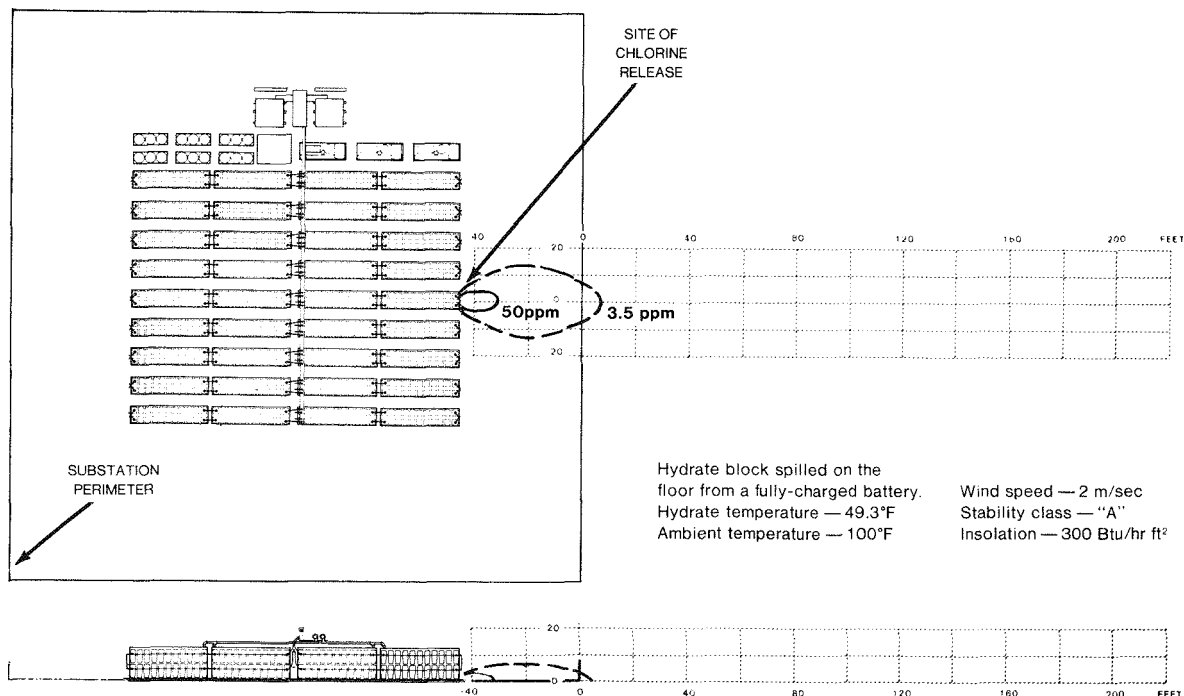 SITE OF
CHLORINE
RELEASE
40 0 40 80 120 160 200 FEET
20
0
50ppm 3.5 ppm
20
SUBSTATION
PERIMETER
Hydrate block spilled on the
floor from a fully-charged battery.
Hydrate temperature — 49.3°F
Ambient temperature — 100°F
Wind speed — 2 m/sec
Stability class — "A"
Insolation — 300 Btu/hr ft²
20
0
-40 0 40 80 120 160 200 FEET